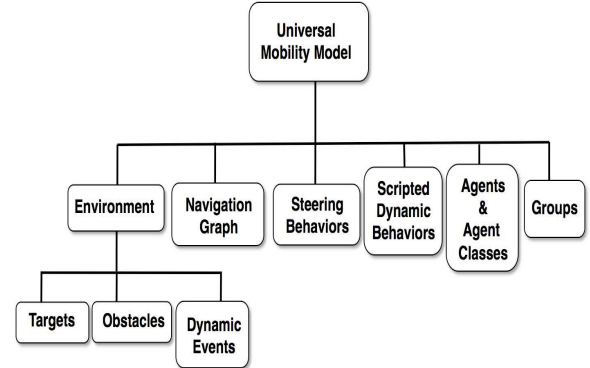 Universal
Mobility Model
Environment
Navigation
Graph
Steering
Behaviors
Scripted
Dynamic
Behaviors
Agents
&
Agent
Classes
Groups
Targets
Obstacles
Dynamic
Events